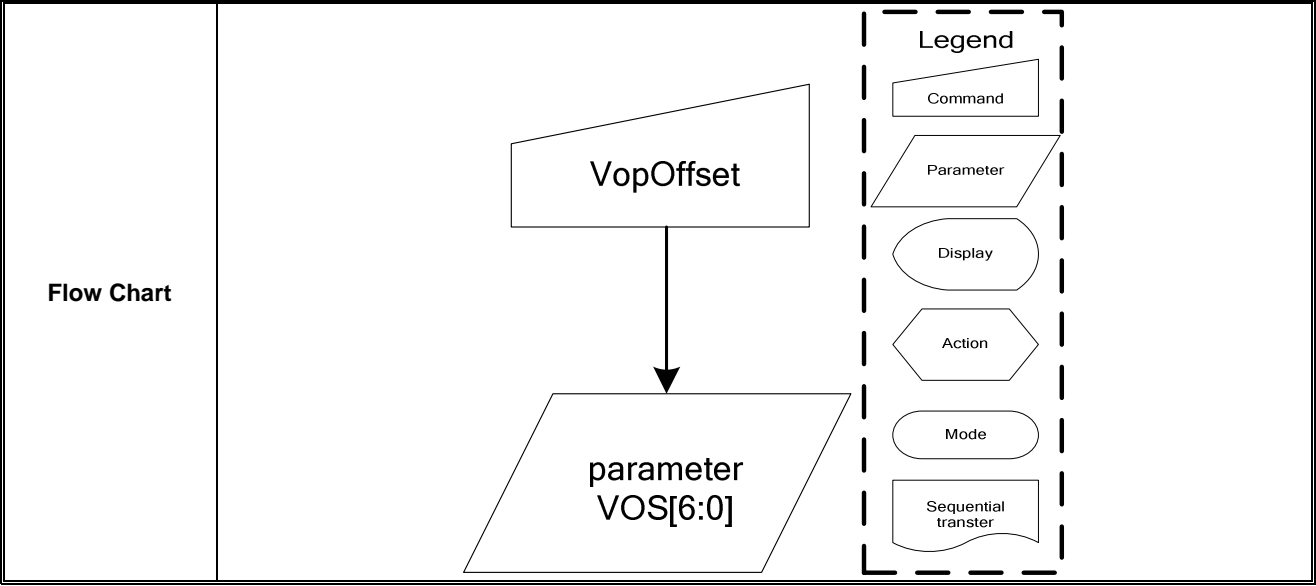 Flow Chart
VopOffset
parameter
VOS[6:0]
Legend
Command
Parameter
Display
Action
Mode
Sequential
transter